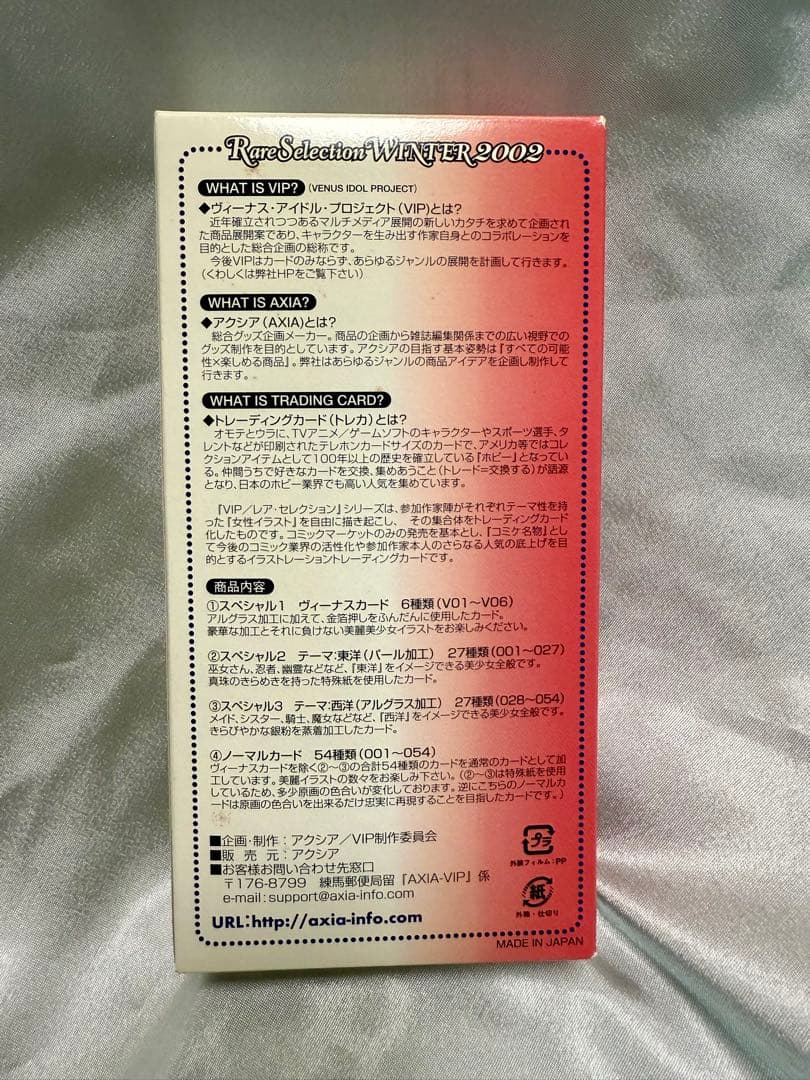 Rare Selection WINTER 2002
WHAT IS VIP? (VENUS IDOL PROJECT)
◆ヴィーナス・アイドル・プロジェクト(VIP)とは?
近年確立されつつあるマルチメディア展開の新しいカタチを求めて企画され
た商品展開案であり、キャラクターを生み出す作家自身とのコラボレーションを
目的とした総合企画の総称です。
今後VIPはカードのみならず、あらゆるジャンルの展開を計画して行きます。
(くわしくは弊社HPをご覧下さい)
WHAT IS AXIA?
◆アクシア(AXIA)とは?
総合グッズ企画メーカー。商品の企画から雑誌編集関係までの広い視野での
グッズ制作を目的としています。アクシアの目指す基本姿勢は『すべての可能
性×楽しめる商品』。弊社はあらゆるジャンルの商品アイデアを企画し制作して
行きます。
WHAT IS TRADING CARD?
◆トレーディングカード(トレカ)とは?
オモテとウラに、TVアニメ/ゲームソフトのキャラクターやスポーツ選手、タ
レントなどが印刷されたテレホンカードサイズのカードで、アメリカ等ではコレ
クションアイテムとして100年以上の歴史を確立している『ホビー』となってい
る。仲間うちで好きなカードを交換、集めあうこと(トレード=交換する)が語源
となり、日本のホビー業界でも高い人気を集めています。
『VIP/レア・セレクション』シリーズは、参加作家陣がそれぞれテーマ性を持
った『女性イラスト』を自由に描き起こし、 その集合体をトレーディングカード
化したものです。コミックマーケットのみの発売を基本とし、『コミケ名物』とし
て今後のコミック業界の活性化や参加作家本人のさらなる人気の底上げを目
的とするイラストレーショントレーディングカードです。
商品内容
①スペシャル1 ヴィーナスカード 6種類(V01〜V06)
アルグラス加工に加えて、金箔押しをふんだんに使用したカード。
豪華な加工とそれに負けない美麗美少女イラストをお楽しみください。
②スペシャル2 テーマ:東洋(パール加工) 27種類(001〜027)
巫女さん、忍者、幽霊などなど、『東洋』をイメージできる美少女全般です。
真珠のきらめきを持った特殊紙を使用したカード。
③スペシャル3 テーマ:西洋(アルグラス加工) 27種類(028〜054)
メイド、シスター、騎士、魔女などなど、『西洋』をイメージできる美少女全般です。
きらびやかな銀粉を蒸着加工したカード。
④ノーマルカード 54種類(001〜054)
ヴィーナスカードを除く②〜③の合計54種類のカードを通常のカードとして加
工しています。美麗イラストの数々をお楽しみ下さい。(②〜③は特殊紙を使用
しているため、多少原画の色合いが変化しております。逆にこちらのノーマルカ
ードは原画の色合いを出来るだけ忠実に再現することを目指したカードです。)
■企画・制作:アクシア/VIP制作委員会
■販 売 元:アクシア
■お客様お問い合わせ先窓口
〒176-8799 練馬郵便局留『AXIA-VIP』係
e-mail:support@axia-info.com
URL:http://axia-info.com
プラ
外装フィルム:PP
紙
外箱・仕切り
MADE IN JAPAN